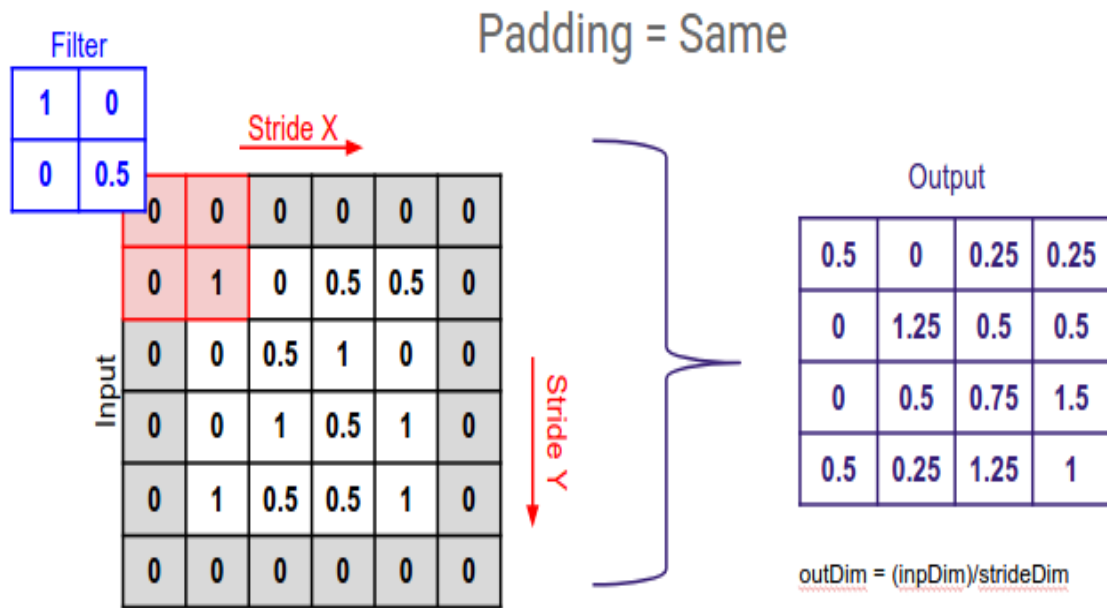 Padding = Same
Filter
1 0
0 0.5
Stride X
Input
0 0 0 0 0 0
0 1 0 0.5 0.5 0
0 0 0.5 1 0 0
0 0 1 0.5 1 0
0 1 0.5 0.5 1 0
0 0 0 0 0 0
Stride Y
Output
0.5 0 0.25 0.25
0 1.25 0.5 0.5
0 0.5 0.75 1.5
0.5 0.25 1.25 1
outDim = (inpDim)/strideDim